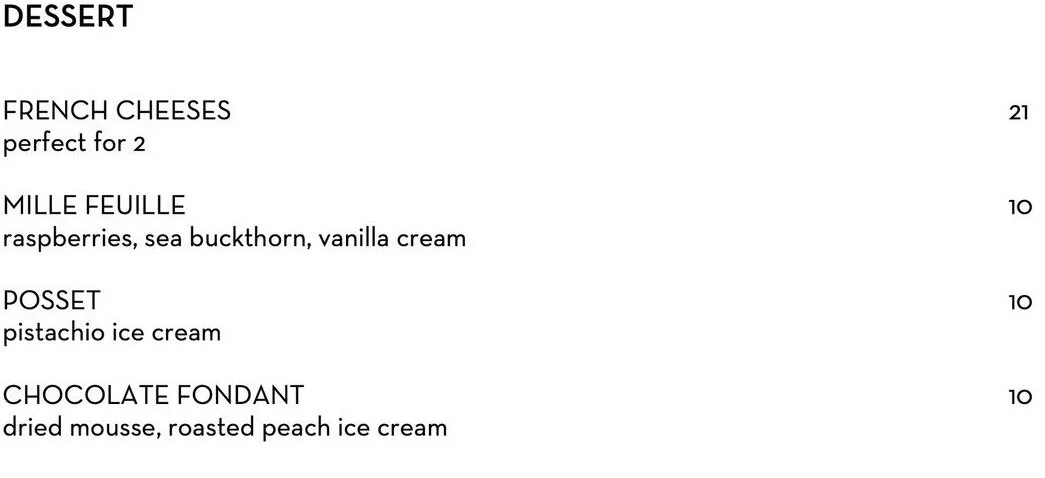 DESSERT
FRENCH CHEESES 21
perfect for 2
MILLE FEUILLE 10
raspberries, sea buckthorn, vanilla cream
POSSET 10
pistachio ice cream
CHOCOLATE FONDANT 10
dried mousse, roasted peach ice cream